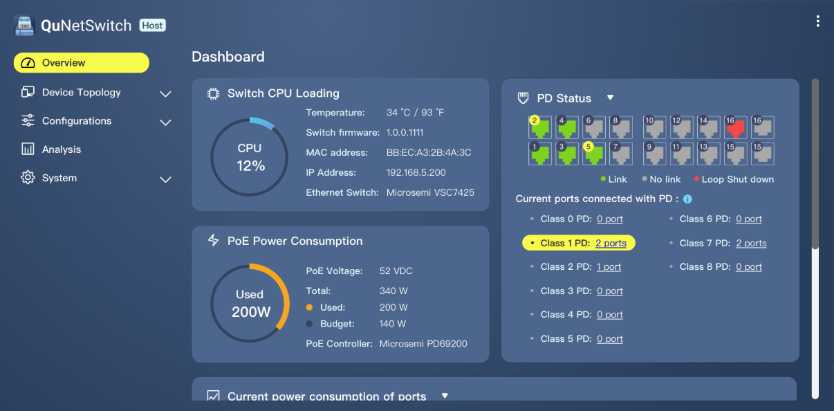 QuNetSwitch Host
Overview
Device Topology
Configurations
Analysis
System
Dashboard
Switch CPU Loading
CPU
12%
Temperature: 34 °C / 93 °F
Switch firmware: 1.0.0.1111
MAC address: BB:EC:A3:2B:4A:3C
IP Address: 192.168.5.200
Ethernet Switch: Microsemi VSC7425
PoE Power Consumption
Used
200W
PoE Voltage: 52 VDC
Total: 340 W
Used: 200 W
Budget: 140 W
PoE Controller: Microsemi PD69200
PD Status
2 4 6 8 10 12 14 16 16
1 3 5 7 9 11 13 15 15
Link No link Loop Shut down
Current ports connected with PD :
Class 0 PD: 0 port
Class 1 PD: 2 ports
Class 2 PD: 1 port
Class 3 PD: 0 port
Class 4 PD: 0 port
Class 5 PD: 0 port
Class 6 PD: 0 port
Class 7 PD: 2 ports
Class 8 PD: 0 port
Current power consumption of ports